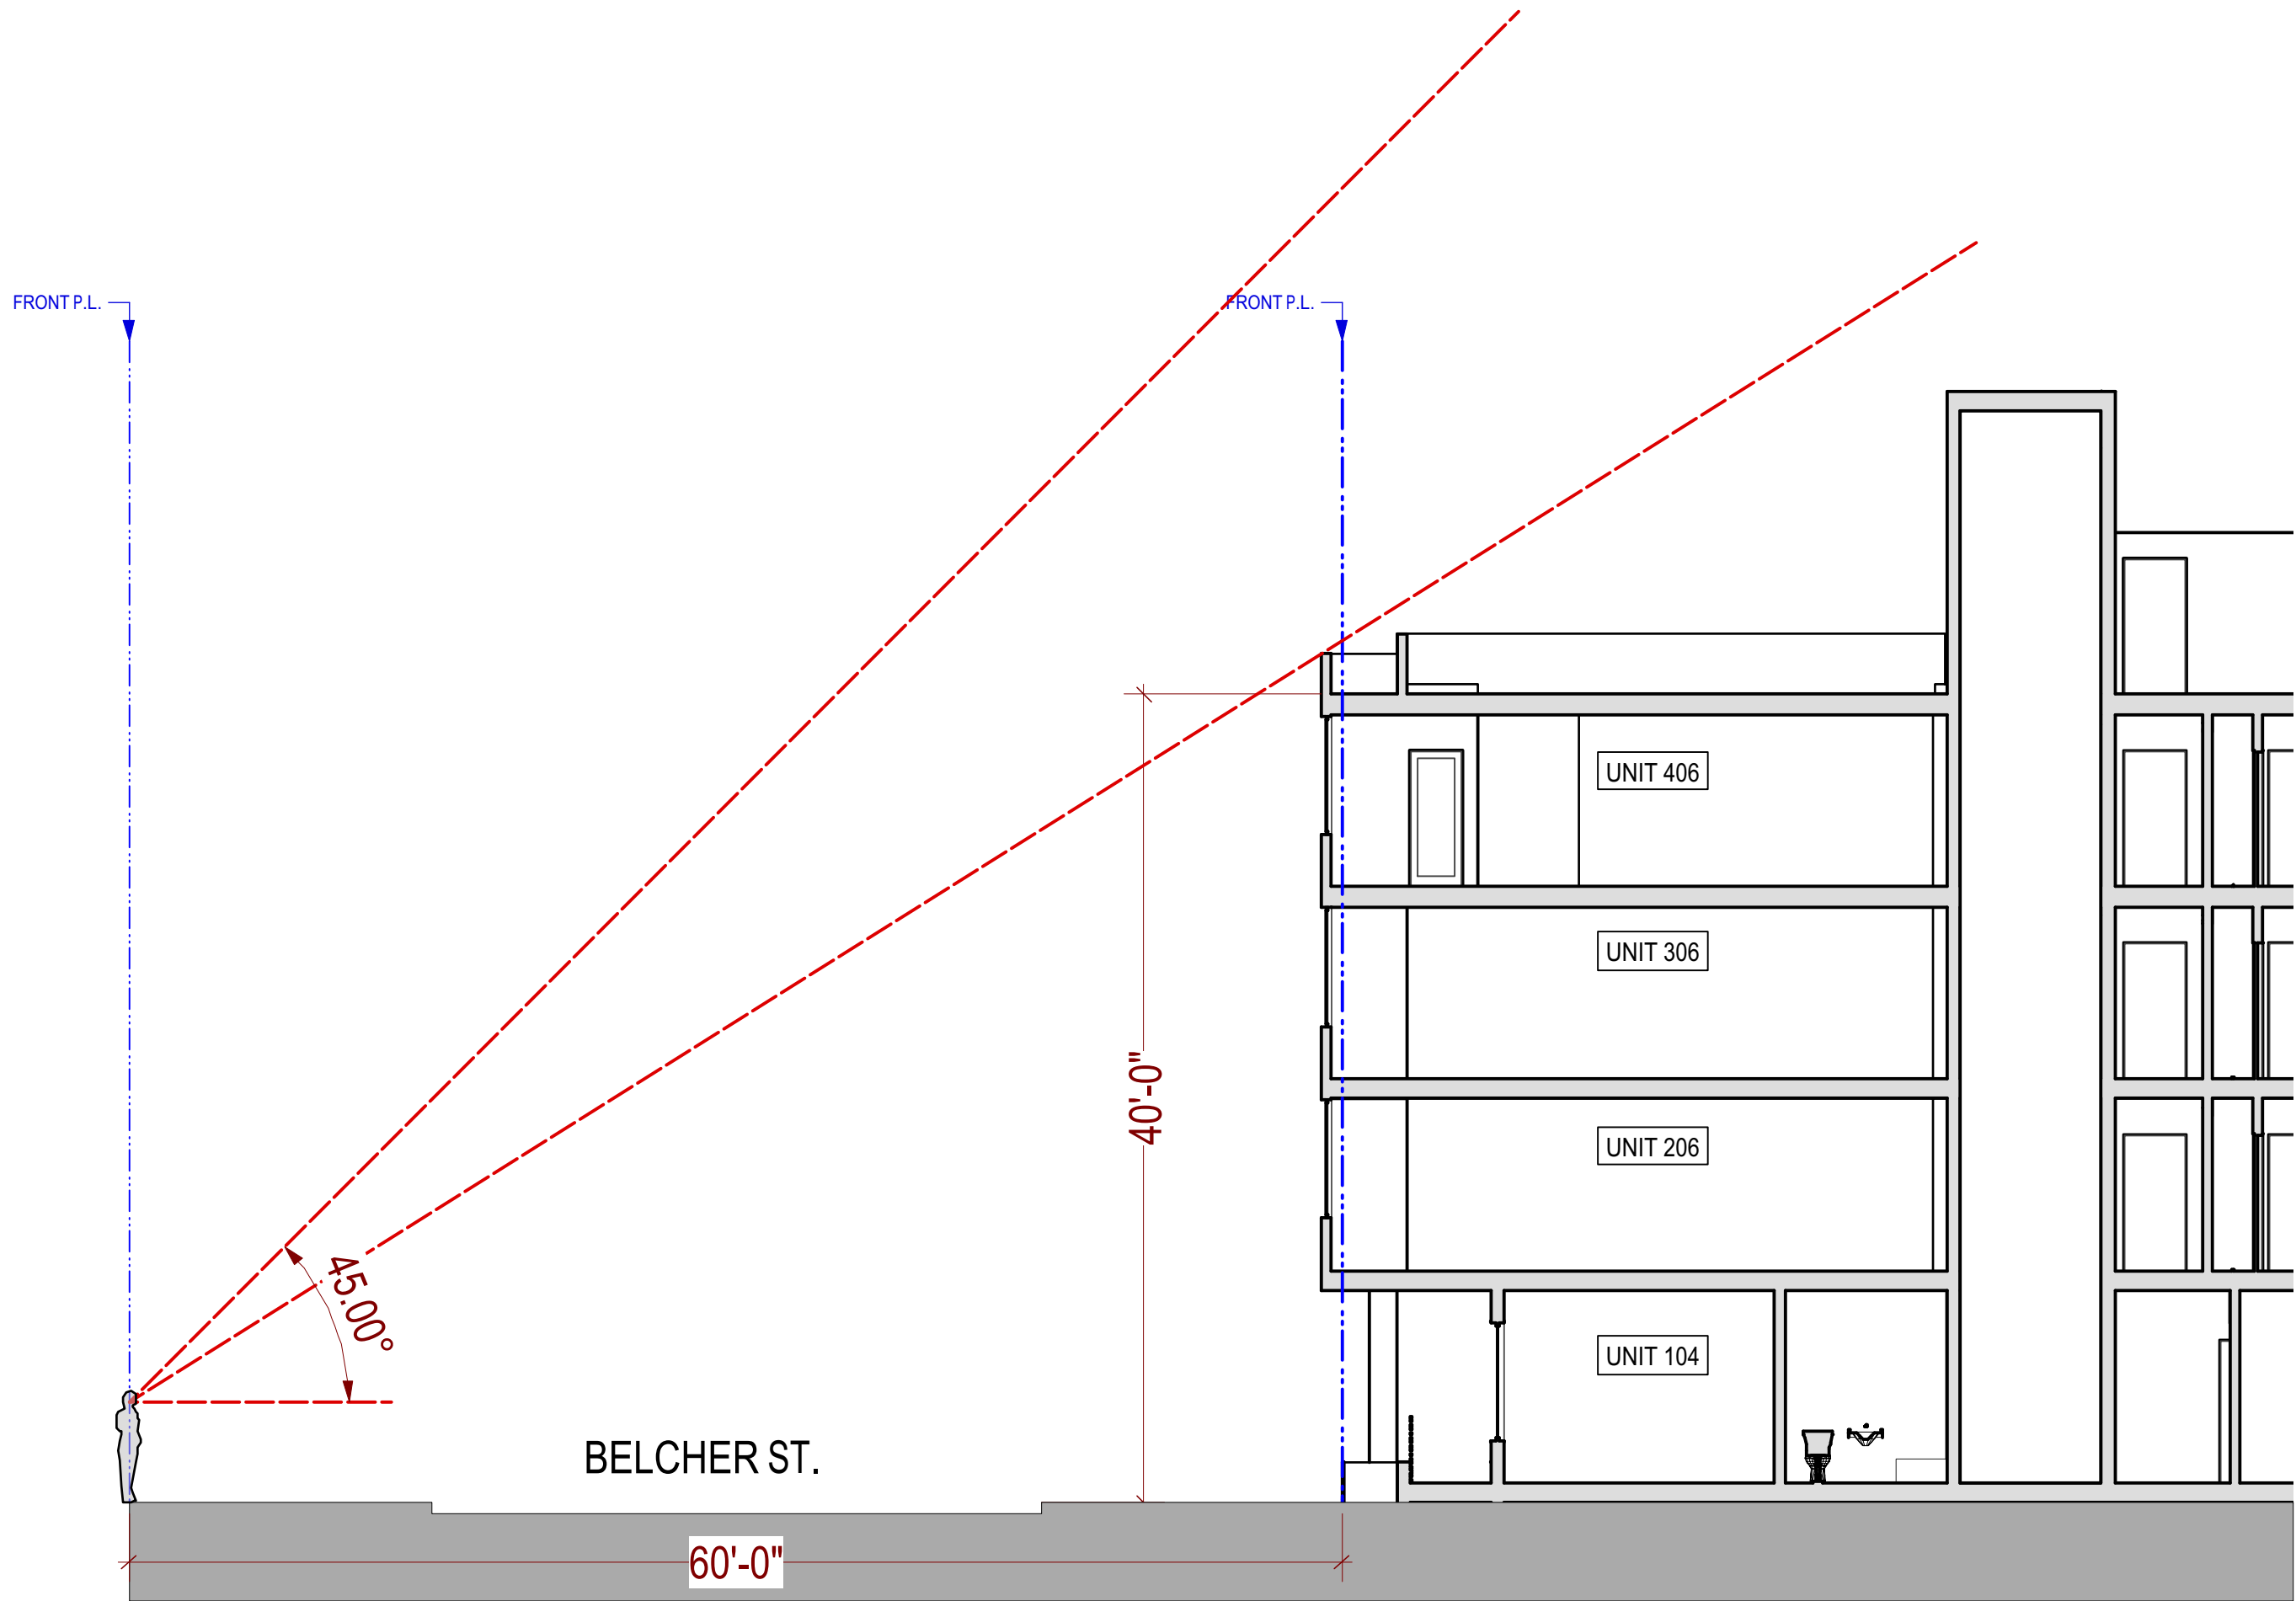 FRONT P.L.
FRONT P.L.
UNIT 406
UNIT 306
40'-0"
UNIT 206
45.00°
UNIT 104
BELCHER ST.
60'-0"